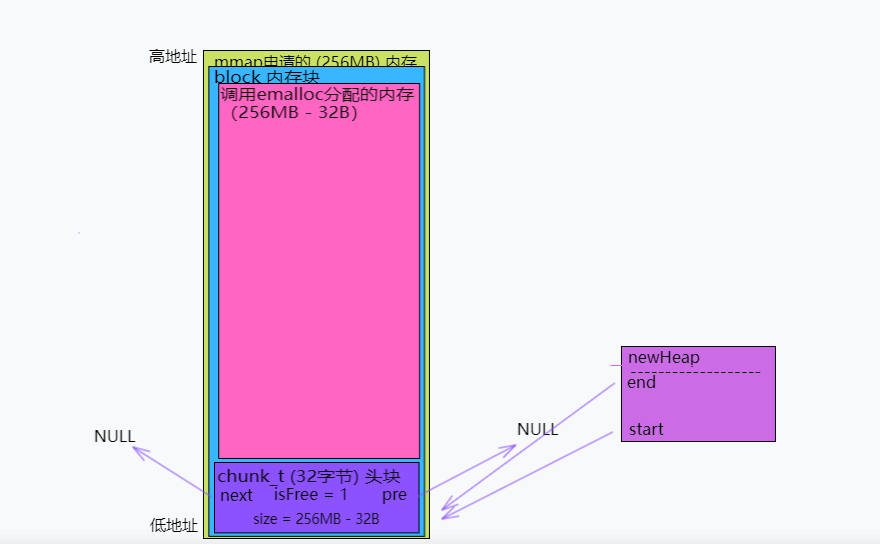 高地址
mmap申请的 (256MB) 内存
block 内存块
调用emalloc分配的内存
（256MB - 32B）
newHeap
end
start
NULL
NULL
chunk_t (32字节) 头块
next isFree = 1 pre
size = 256MB - 32B
低地址